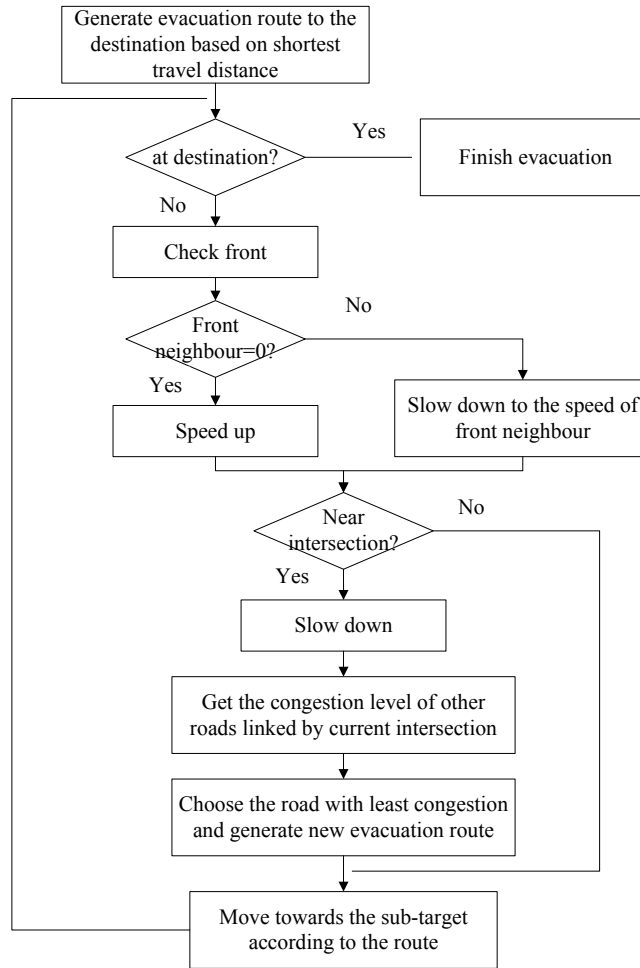 Generate evacuation route to the
destination based on shortest
travel distance
Yes
at destination?
Finish evacuation
No
Check front
No
Front
neighbour=0?
Yes
Slow down to the speed of
front neighbour
Speed up
Near
intersection?
No
Yes
Slow down
Get the congestion level of other
roads linked by current intersection
Choose the road with least congestion
and generate new evacuation route
Move towards the sub-target
according to the route